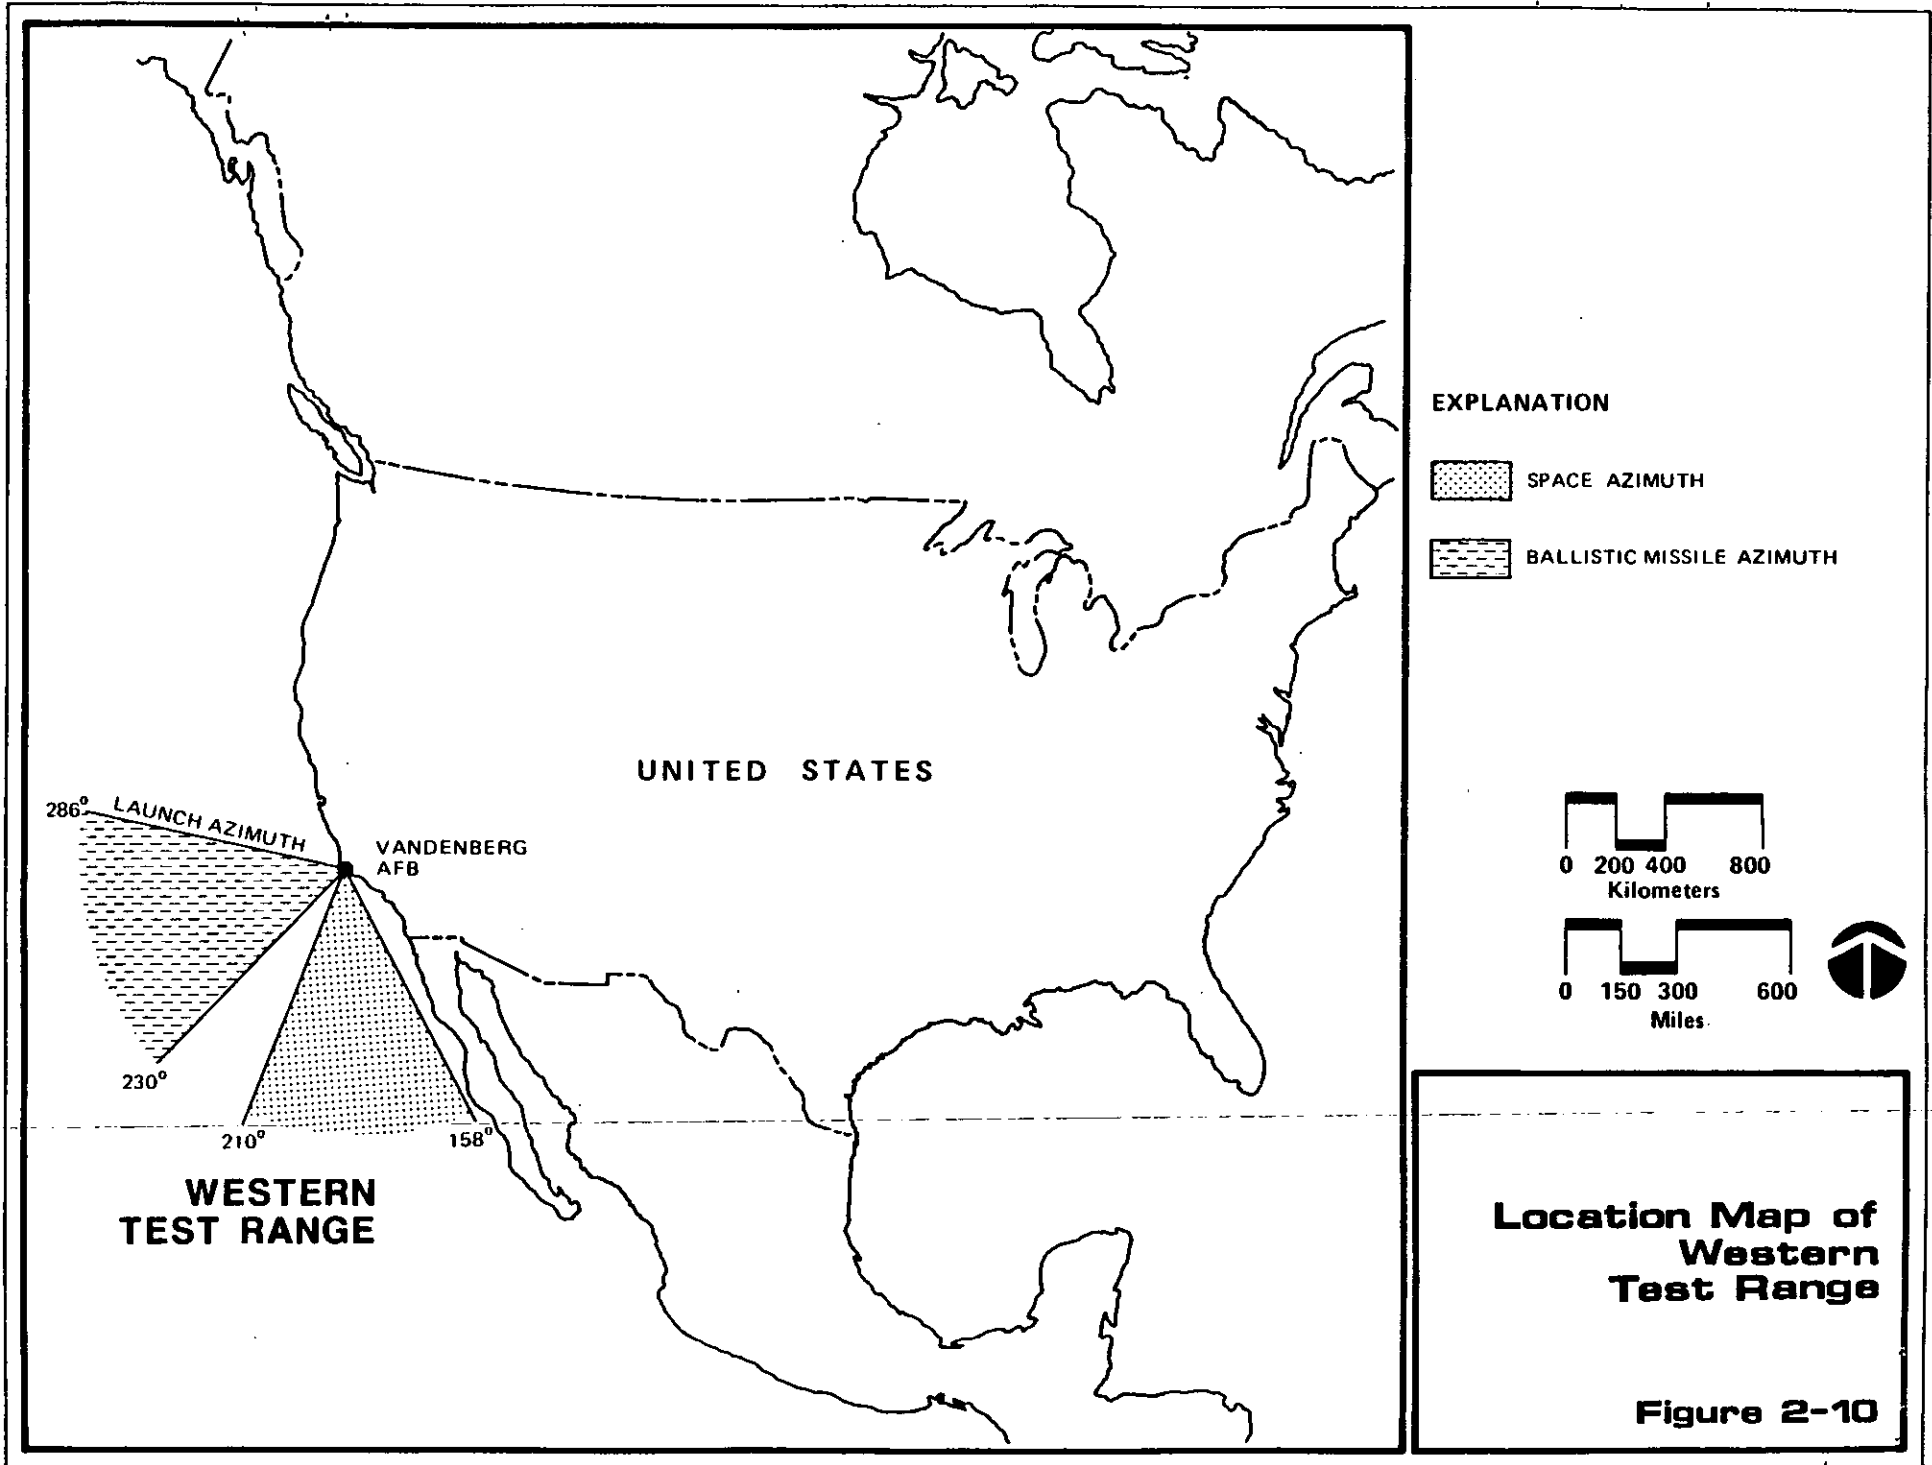 EXPLANATION
SPACE AZIMUTH
BALLISTIC MISSILE AZIMUTH
UNITED STATES
286°
LAUNCH AZIMUTH
VANDENBERG
AFB
230°
210°
158°
WESTERN
TEST RANGE
0 200 400 800
Kilometers
0 150 300 600
Miles
Location Map of
Western
Test Range
Figure 2-10